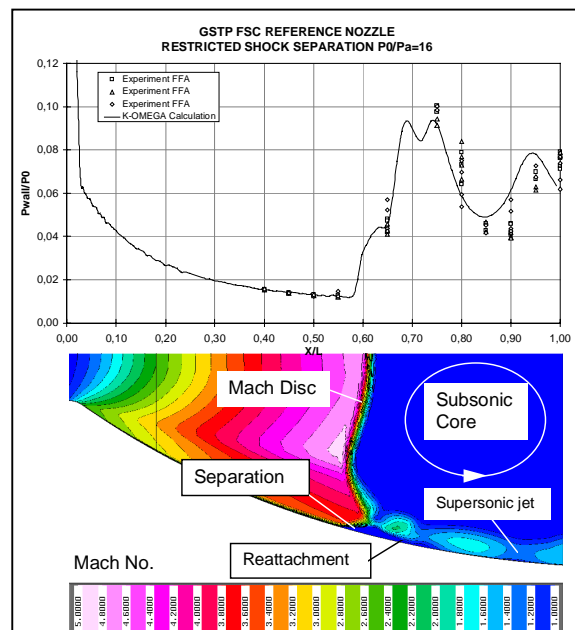 GSTP FSC REFERENCE NOZZLE
RESTRICTED SHOCK SEPARATION P0/Pa=16
0,12
0,10
0,08
0,06
0,04
0,02
0,00
Pwall/P0
Experiment FFA
Experiment FFA
Experiment FFA
K-OMEGA Calculation
0,00 0,10 0,20 0,30 0,40 0,50 0,60 0,70 0,80 0,90 1,00
X/L
Mach Disc
Subsonic
Core
Separation
Supersonic jet
Reattachment
Mach No.